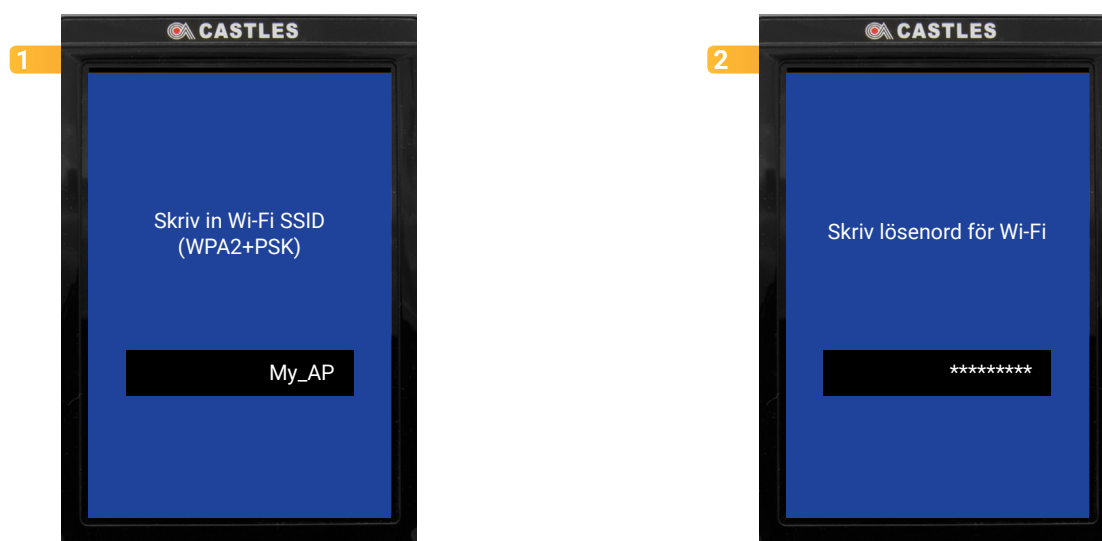 1
CASTLES
Skriv in Wi-Fi SSID
(WPA2+PSK)
My_AP
2
CASTLES
Skriv lösenord för Wi-Fi
*********